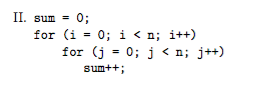 II. sum = 0;
for (i = 0; i < n; i++)
for (j = 0; j < n; j++)
sum++;